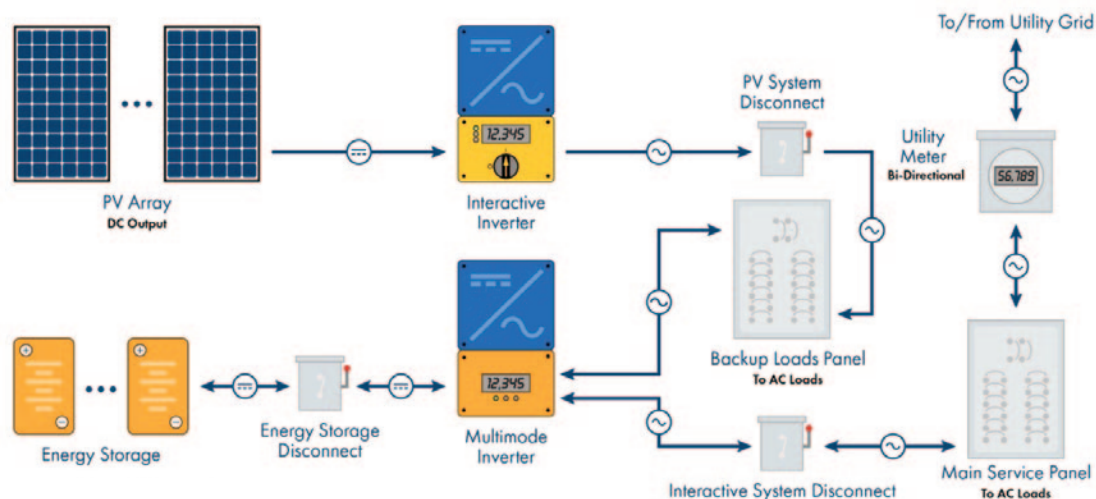 To/From Utility Grid
PV System
Disconnect
12,345
Utility
Meter
Bi-Directional
56,789
PV Array
DC Output
Interactive
Inverter
Backup Loads Panel
To AC Loads
12,345
Energy Storage
Energy Storage
Disconnect
Multimode
Inverter
Interactive System Disconnect
Main Service Panel
To AC Loads